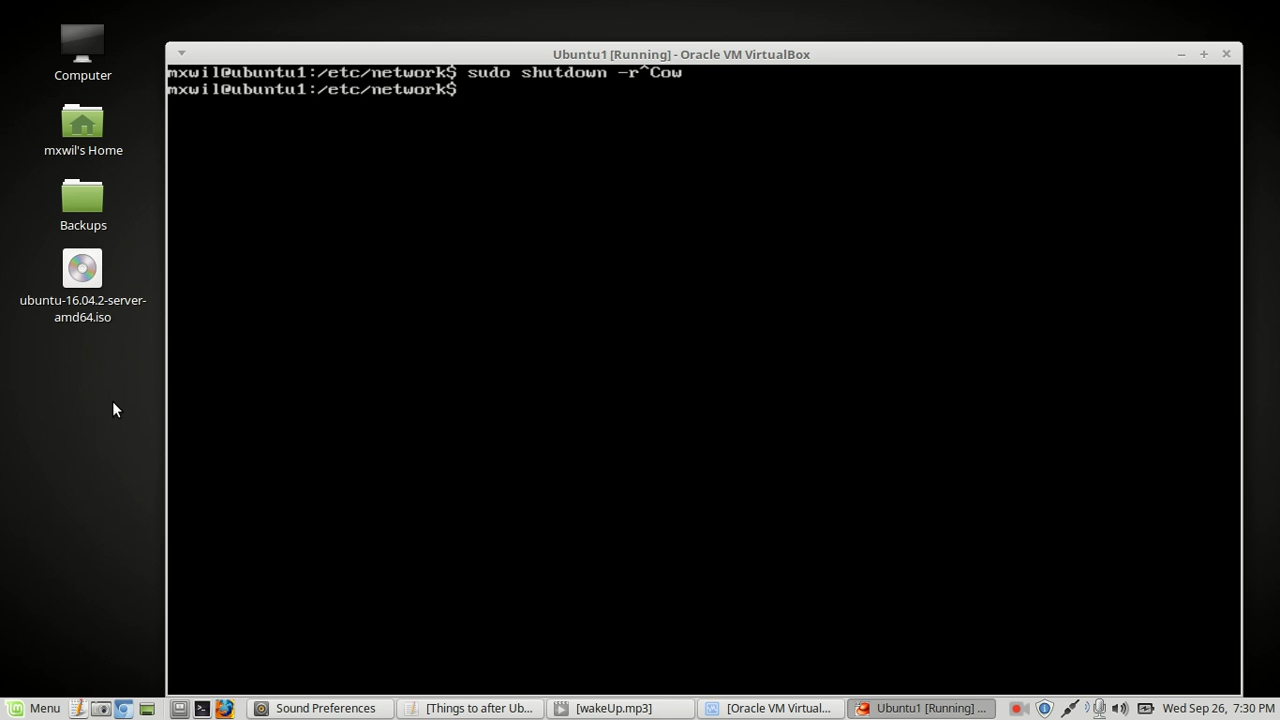 Computer
mxwil's Home
Backups
ubuntu-16.04.2-server-
amd64.iso
Ubuntu1 [Running] - Oracle VM VirtualBox
mxwil@ubuntu1:/etc/network$ sudo shutdown -r^Cow
mxwil@ubuntu1:/etc/network$
Menu
Sound Preferences
[Things to after Ub...
[wakeUp.mp3]
[Oracle VM Virtual...
Ubuntu1 [Running] ...
Wed Sep 26, 7:30 PM